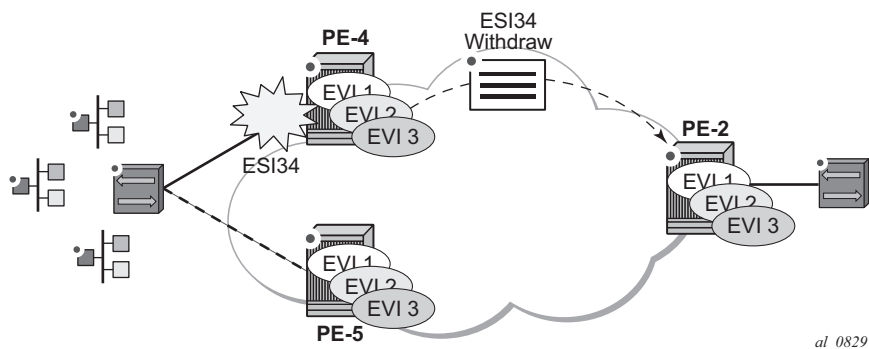 ESI34
Withdraw
PE-4
EVI 1
EVI 2
EVI 3
ESI34
PE-2
EVI 1
EVI 2
EVI 3
EVI 1
EVI 2
EVI 3
PE-5
al_0829